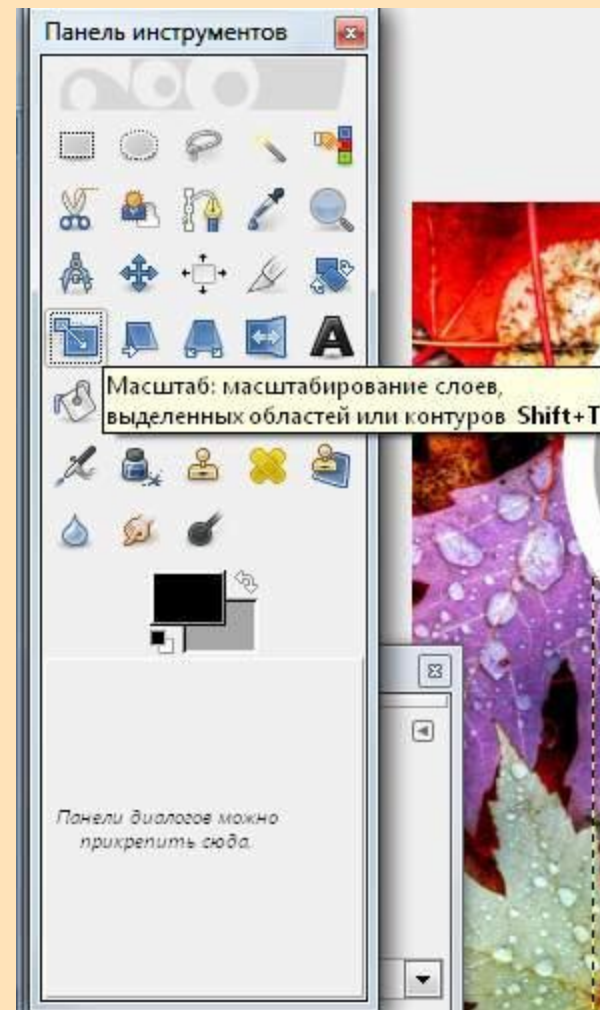 Панель инструментов
A
Масштаб: масштабирование слоев,
выделенных областей или контуров Shift+T
Панели диалогов можно
прикрепить сюда.